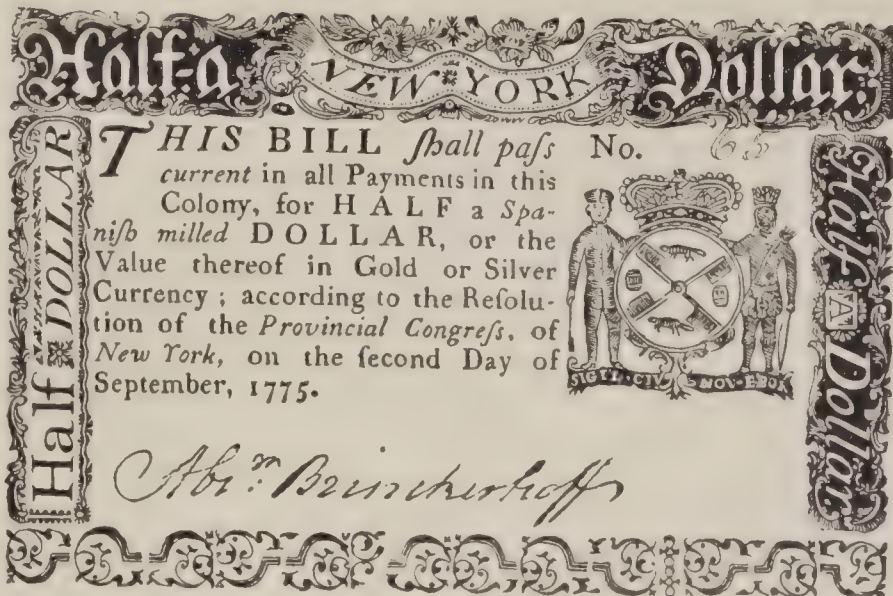 Half-a NEW * YORK Dollar.
THIS BILL ſhall paſs No.
current in all Payments in this
Colony, for HALF a Spa-
niſh milled DOLLAR, or the
Value thereof in Gold or Silver
Currency ; according to the Reſolu-
tion of the Provincial Congreſs, of
New York, on the ſecond Day of
September, 1775.
SIGIL·CIV NOV·EBOR
Abr.m Brinckerhoff
Half DOLLAR
Half A Dollar